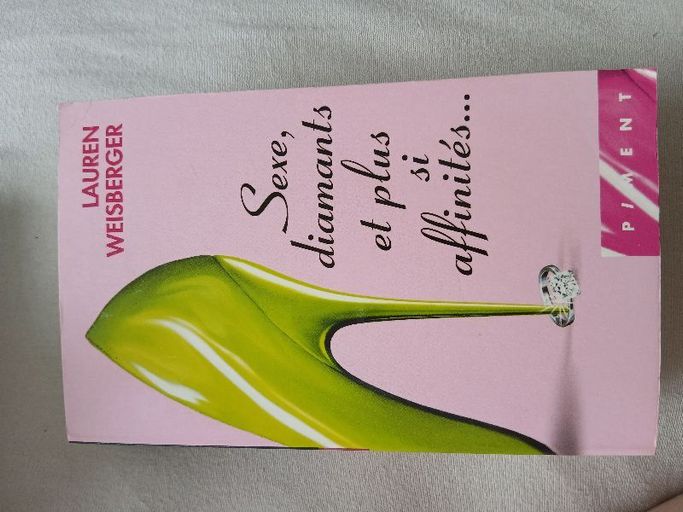 LAUREN
WEISBERGER
Sexe,
diamants
et plus
si
affinités...
PIMENT